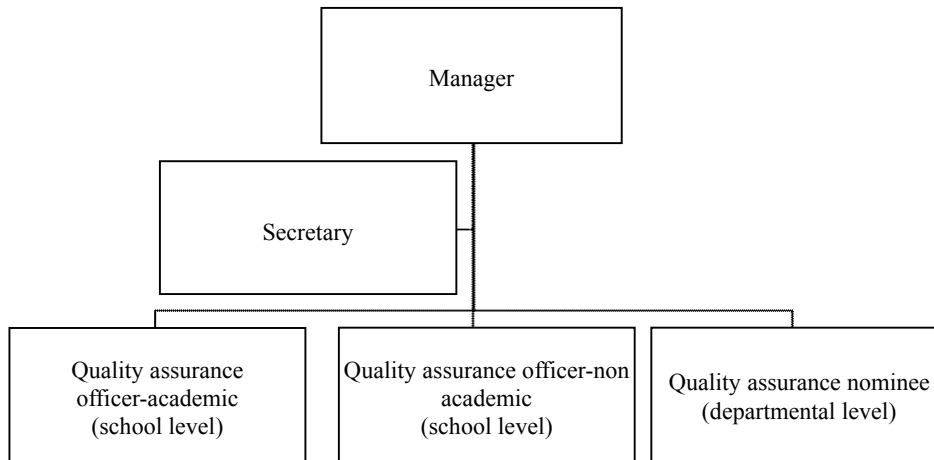 Manager
Secretary
Quality assurance
officer-academic
(school level)
Quality assurance officer-non
academic
(school level)
Quality assurance nominee
(departmental level)